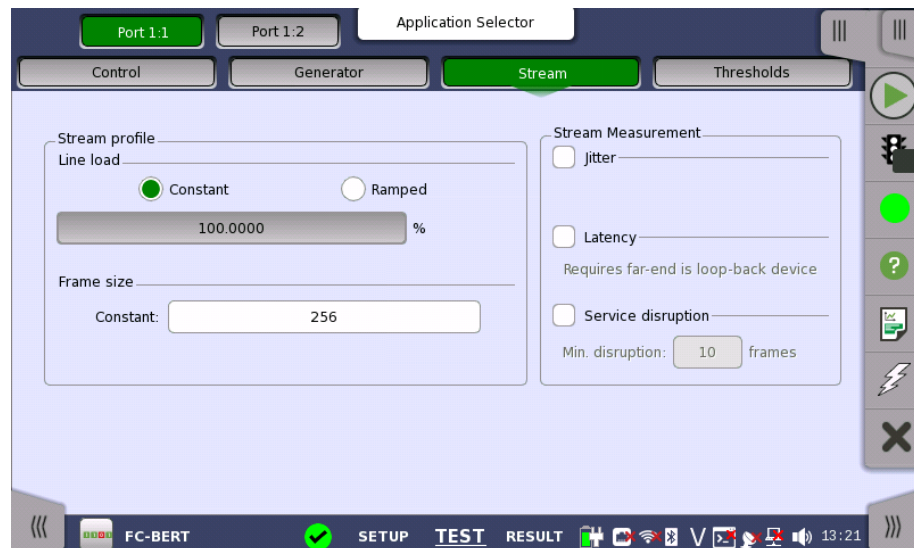 Application Selector
Port 1:1 Port 1:2
Control Generator Stream Thresholds
Stream profile
Line load
Constant Ramped
100.0000 %
Frame size
Constant: 256
Stream Measurement
Jitter
Latency
Requires far-end is loop-back device
Service disruption
Min. disruption: 10 frames
FC-BERT SETUP TEST RESULT 13:21